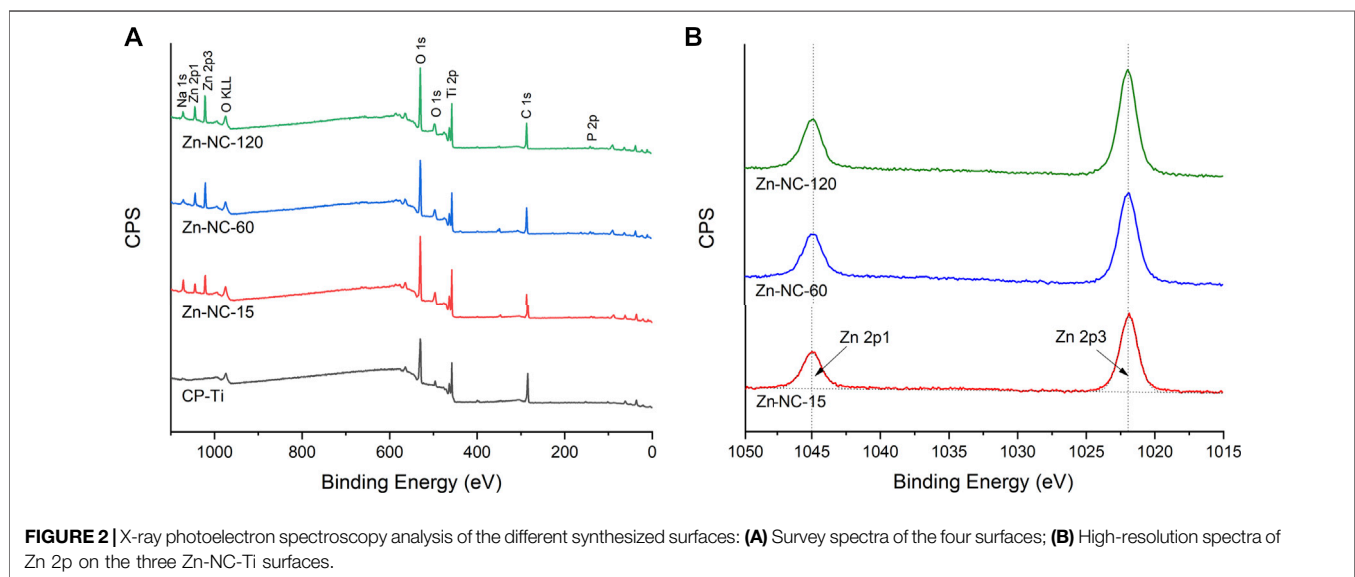 A
B
Na 1s
Zn 2p1
Zn 2p3
O KLL
O 1s
O 1s
Ti 2p
C 1s
P 2p
Zn-NC-120
Zn-NC-60
Zn-NC-15
CP-Ti
CPS
1000 800 600 400 200 0
Binding Energy (eV)
CPS
Zn-NC-120
Zn-NC-60
Zn 2p1
Zn 2p3
Zn-NC-15
1050 1045 1040 1035 1030 1025 1020 1015
Binding Energy (eV)
FIGURE 2 | X-ray photoelectron spectroscopy analysis of the different synthesized surfaces: (A) Survey spectra of the four surfaces; (B) High-resolution spectra of
Zn 2p on the three Zn-NC-Ti surfaces.